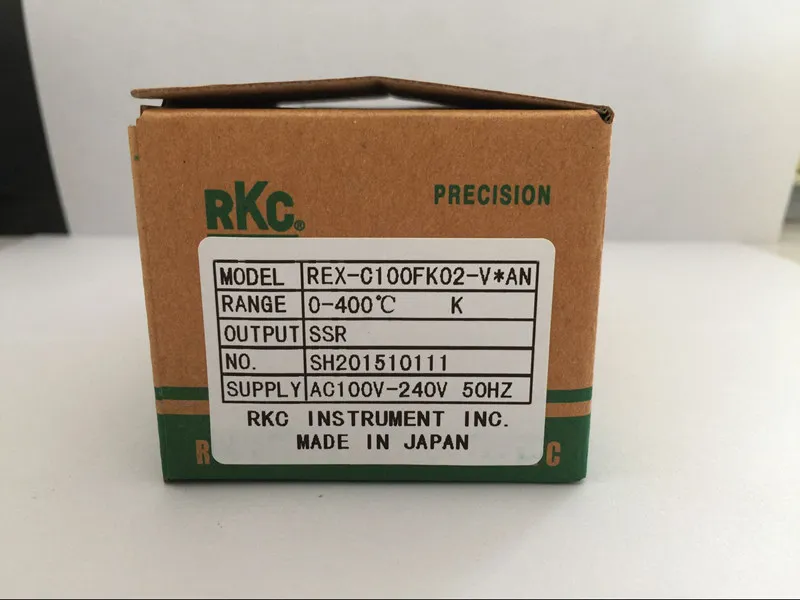 RKC®
PRECISION
MODEL REX-C100FK02-V*AN
RANGE 0-400℃ K
OUTPUT SSR
NO. SH201510111
SUPPLY AC100V-240V 50HZ
RKC INSTRUMENT INC.
MADE IN JAPAN
R C